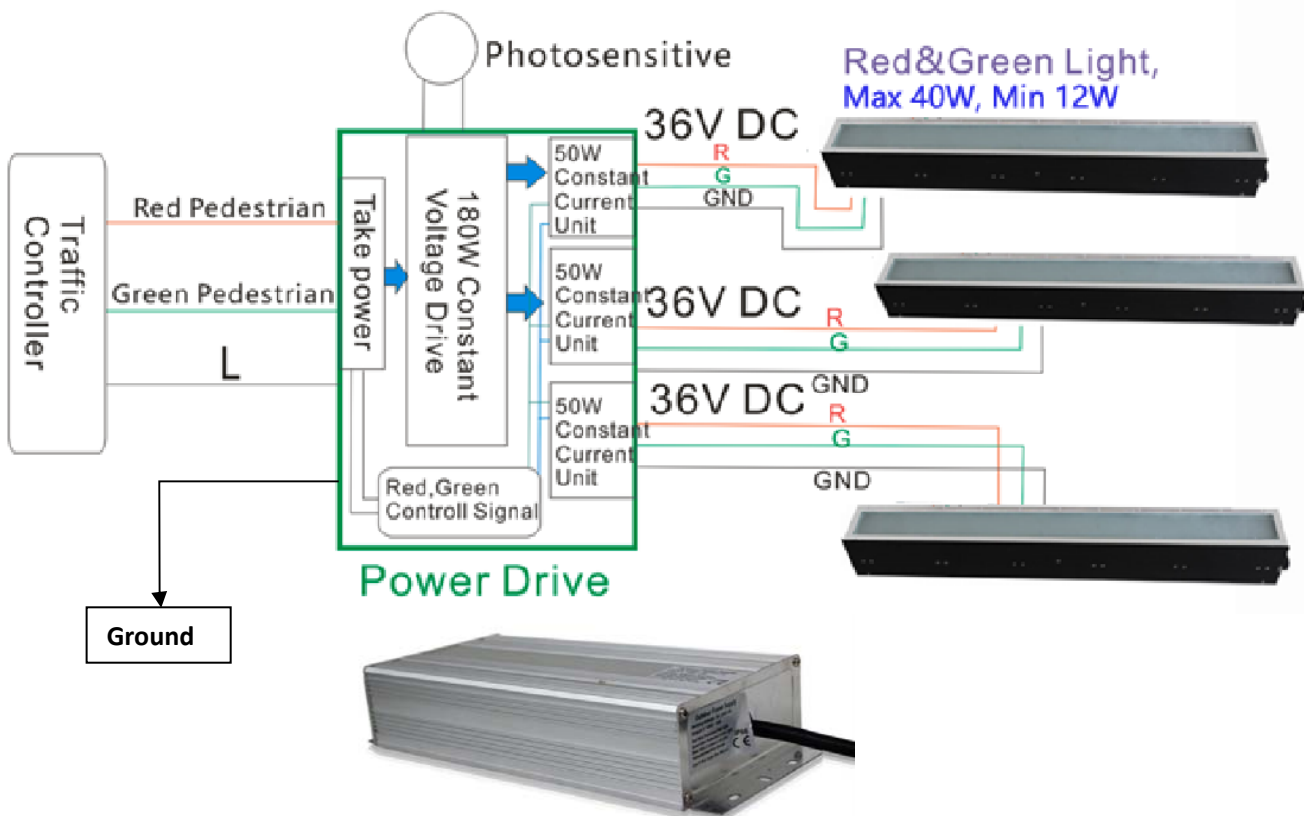 Photosensitive
Red&Green Light,
Max 40W, Min 12W
36V DC
R
G
GND
Traffic
Controller
Red Pedestrian
Green Pedestrian
L
Take power
180W Constant
Voltage Drive
50W
Constant
Current
Unit
50W
Constant
Current
Unit
36V DC
R
G
GND
50W
Constant
Current
Unit
36V DC
R
G
GND
Red,Green
Controll Signal
Power Drive
Ground
CE